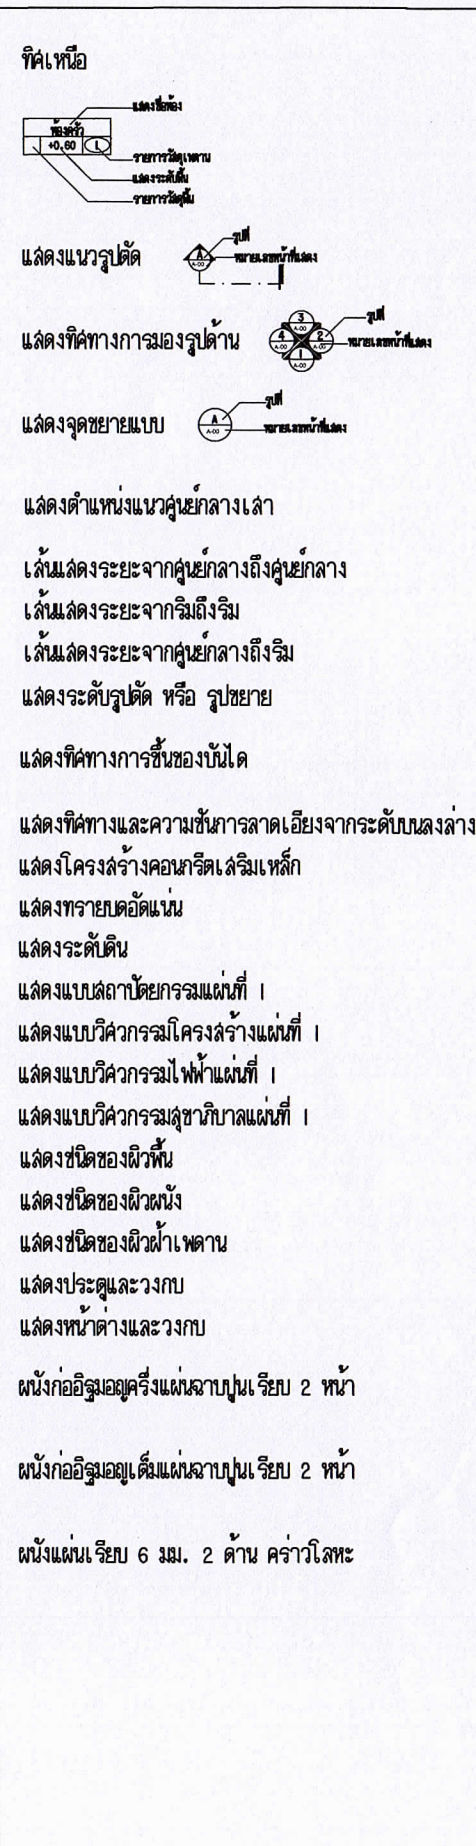 ทิศเหนือ
แสดงชื่อห้อง
ห้องครัว
+0.60 1
รายการวัสดุเพดาน
แสดงระดับพื้น
รายการวัสดุพื้น
แสดงแนวรูปตัด
รูปที่
A
A-00
หมายเลขหน้าที่แสดง
แสดงทิศทางการมองรูปด้าน
3
A-00
รูปที่
4 2
A-00 A-00
หมายเลขหน้าที่แสดง
1
A-00
แสดงจุดขยายแบบ
รูปที่
A
A-00
หมายเลขหน้าที่แสดง
แสดงตำแหน่งแนวศูนย์กลางเสา
เส้นแสดงระยะจากศูนย์กลางถึงศูนย์กลาง
เส้นแสดงระยะจากริมถึงริม
เส้นแสดงระยะจากศูนย์กลางถึงริม
แสดงระดับรูปตัด หรือ รูปขยาย
แสดงทิศทางการขึ้นของบันได
แสดงทิศทางและความชันการลาดเอียงจากระดับบนลงล่าง
แสดงโครงสร้างคอนกรีตเสริมเหล็ก
แสดงทรายบดอัดแน่น
แสดงระดับดิน
แสดงแบบสถาปัตยกรรมแผ่นที่ 1
แสดงแบบวิศวกรรมโครงสร้างแผ่นที่ 1
แสดงแบบวิศวกรรมไฟฟ้าแผ่นที่ 1
แสดงแบบวิศวกรรมสุขาภิบาลแผ่นที่ 1
แสดงชนิดของผิวพื้น
แสดงชนิดของผิวผนัง
แสดงชนิดของผิวฝ้าเพดาน
แสดงประตูและวงกบ
แสดงหน้าต่างและวงกบ
ผนังก่ออิฐมอญครึ่งแผ่นฉาบปูนเรียบ 2 หน้า
ผนังก่ออิฐมอญเต็มแผ่นฉาบปูนเรียบ 2 หน้า
ผนังแผ่นเรียบ 6 มม. 2 ด้าน คร่าวโลหะ